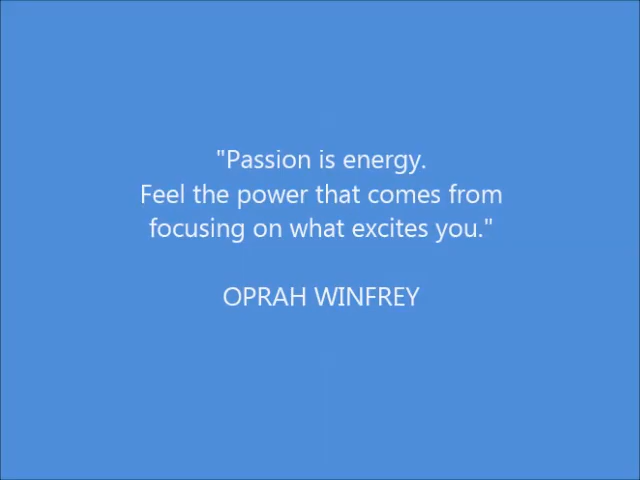 "Passion is energy.
Feel the power that comes from
focusing on what excites you."
OPRAH WINFREY